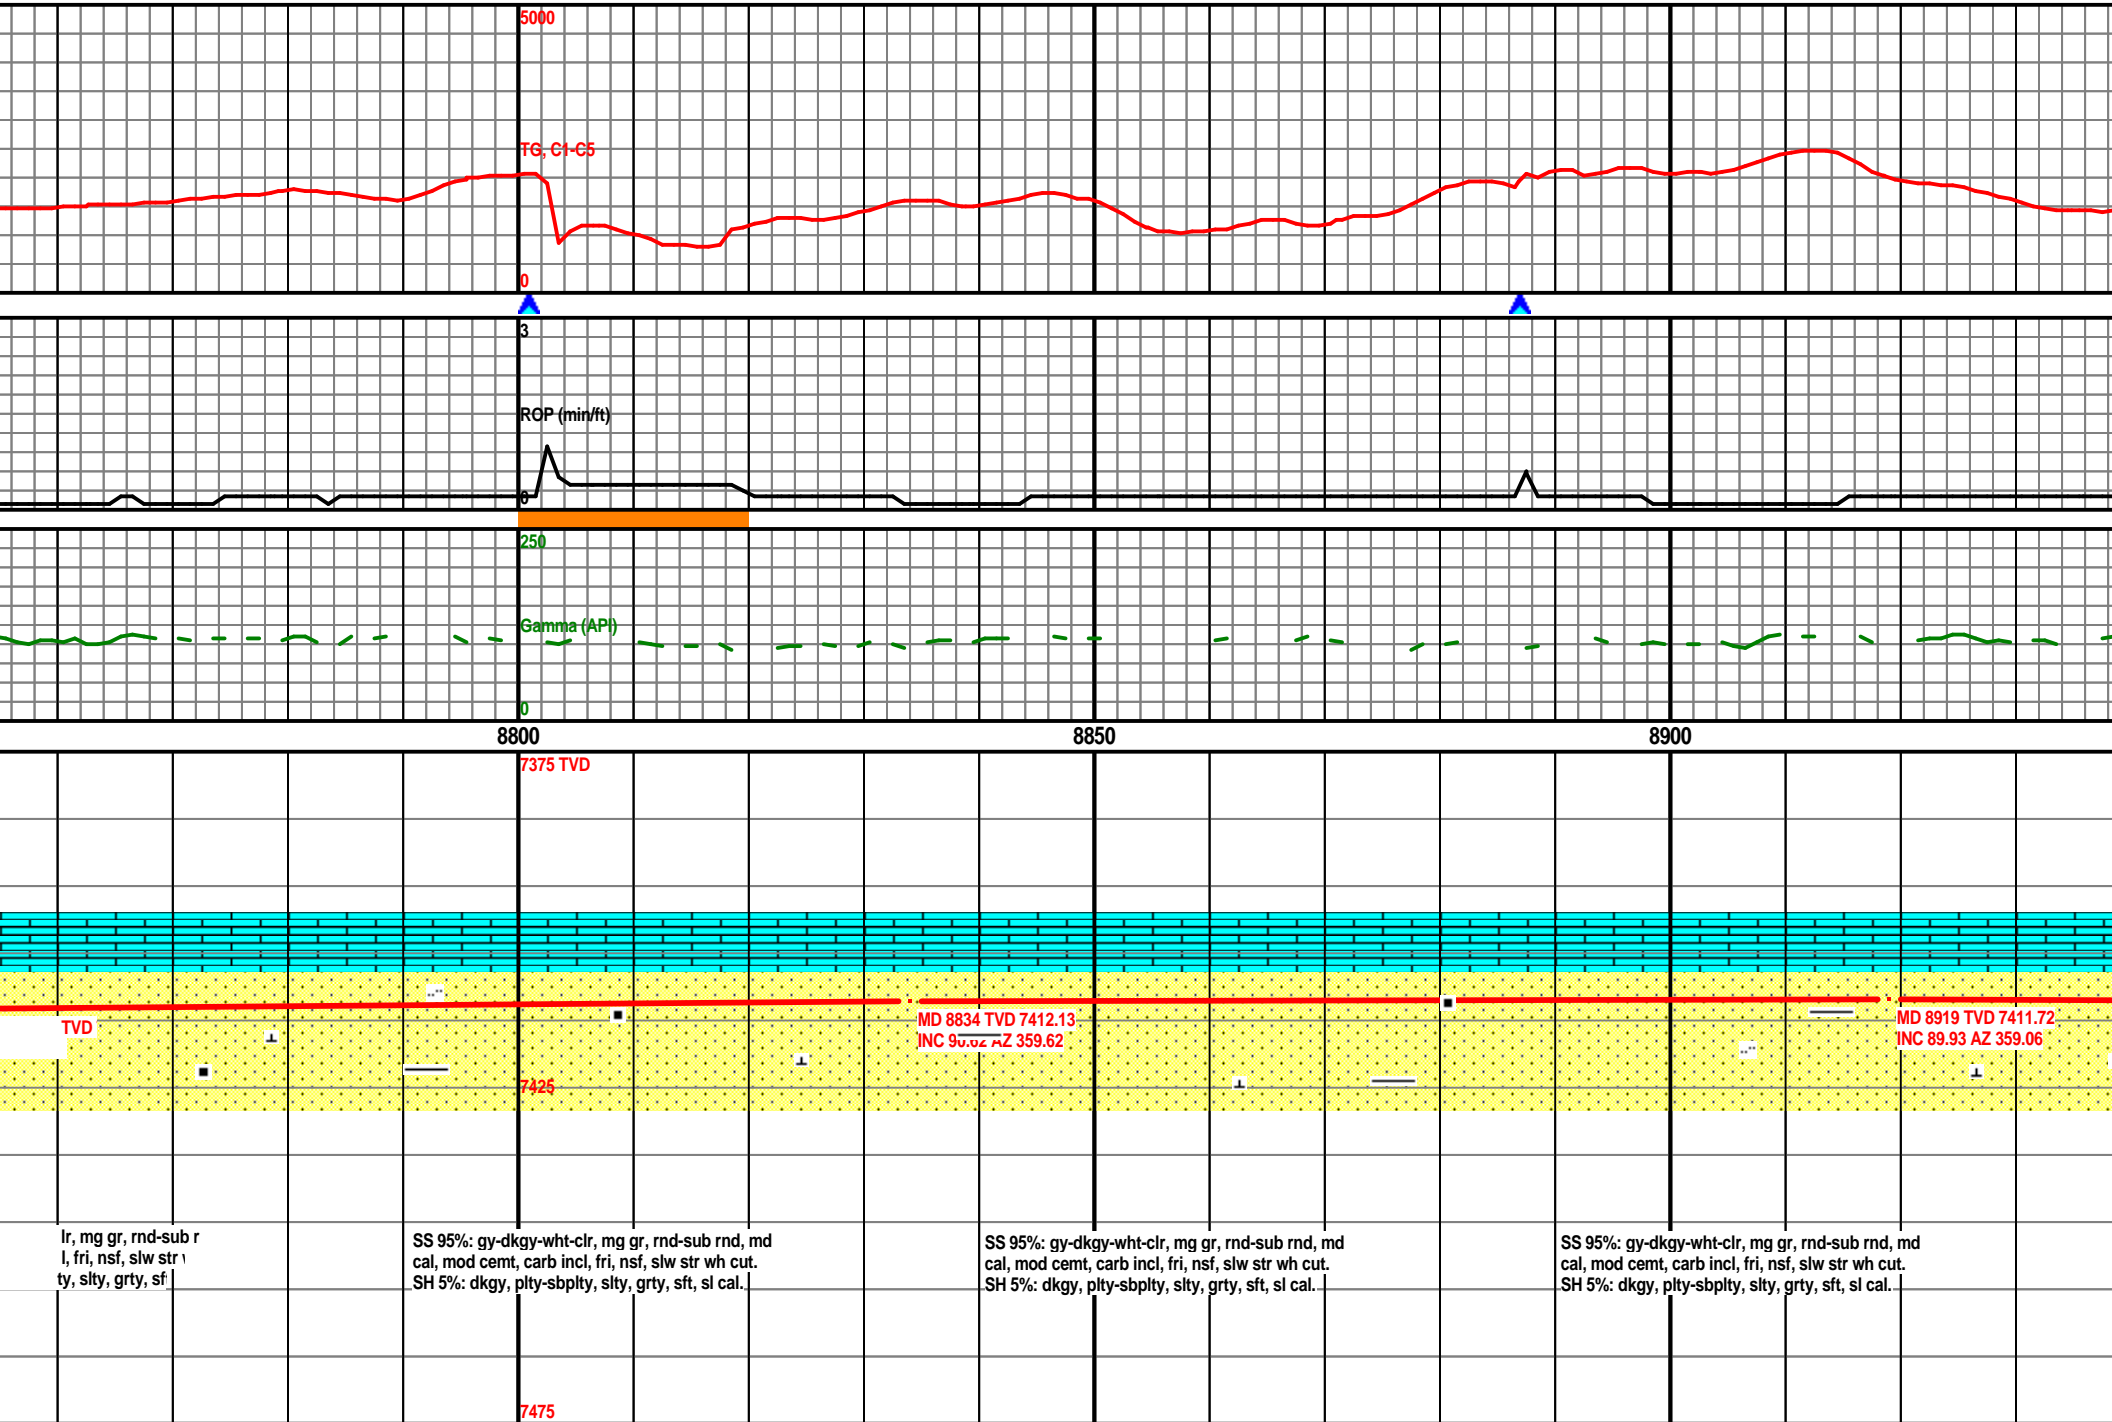 5000
TG, C1-C5
0
3
ROP (min/ft)
0
250
Gamma (API)
0
8800
8850
8900
7375 TVD
TVD
MD 8834 TVD 7412.13
INC 90.62 AZ 359.62
MD 8919 TVD 7411.72
INC 89.93 AZ 359.06
7425
lr, mg gr, rnd-sub r
l, fri, nsf, slw str
ty, slty, grty, sf
SS 95%: gy-dkgy-wht-clr, mg gr, rnd-sub rnd, md
cal, mod cemt, carb incl, fri, nsf, slw str wh cut.
SH 5%: dkgy, plty-sbplty, slty, grty, sft, sl cal.
SS 95%: gy-dkgy-wht-clr, mg gr, rnd-sub rnd, md
cal, mod cemt, carb incl, fri, nsf, slw str wh cut.
SH 5%: dkgy, plty-sbplty, slty, grty, sft, sl cal.
SS 95%: gy-dkgy-wht-clr, mg gr, rnd-sub rnd, md
cal, mod cemt, carb incl, fri, nsf, slw str wh cut.
SH 5%: dkgy, plty-sbplty, slty, grty, sft, sl cal.
7475